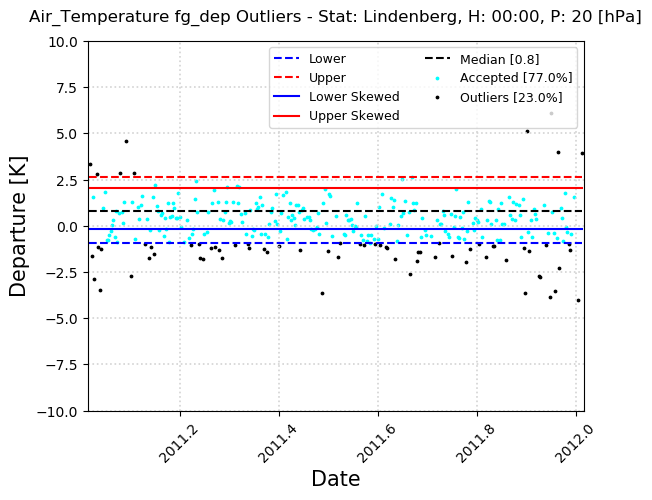 Air_Temperature fg_dep Outliers - Stat: Lindenberg, H: 00:00, P: 20 [hPa]
Lower
Upper
Lower Skewed
Upper Skewed
Median [0.8]
Accepted [77.0%]
Outliers [23.0%]
Departure [K]
10.0
7.5
5.0
2.5
0.0
−2.5
−5.0
−7.5
−10.0
2011.2
2011.4
2011.6
2011.8
2012.0
Date